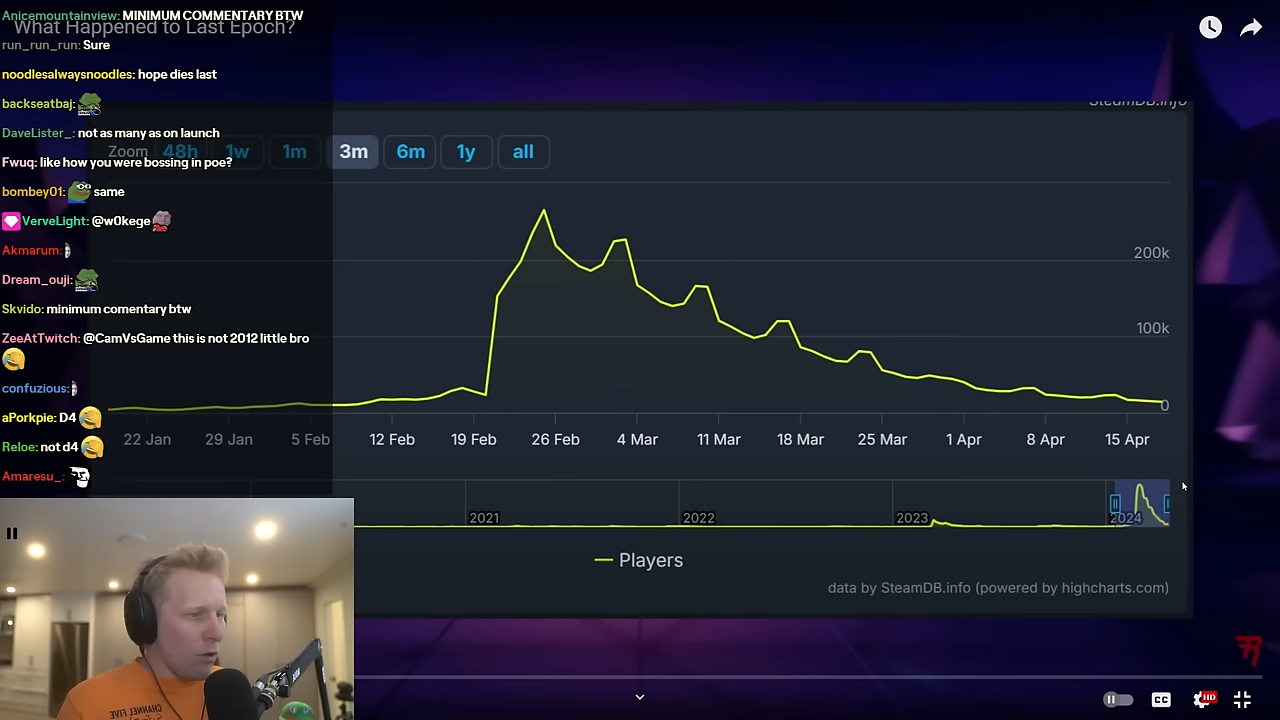 Anicemountainview: MINIMUM COMMENTARY BTW
What Happened to Last Epoch?
run_run_run: Sure
noodlesalwaysnoodles: hope dies last
backseatbaj:
DaveLister_: not as many as on launch
Fwuq: like how you were bossing in poe?
bombey01: same
VerveLight: @w0kege
Akmarum:
Dream_ouji:
Skvido: minimum comentary btw
ZeeAtTwitch: @CamVsGame this is not 2012 little bro
confuzious:
aPorkpie: D4
Reloe: not d4
Amaresu_:
SteamDB.info
Zoom 48h 1w 1m 3m 6m 1y all
200k
100k
0
22 Jan 29 Jan 5 Feb 12 Feb 19 Feb 26 Feb 4 Mar 11 Mar 18 Mar 25 Mar 1 Apr 8 Apr 15 Apr
2021 2022 2023 2024
Players
data by SteamDB.info (powered by highcharts.com)
CHANNEL FIVE
CC HD